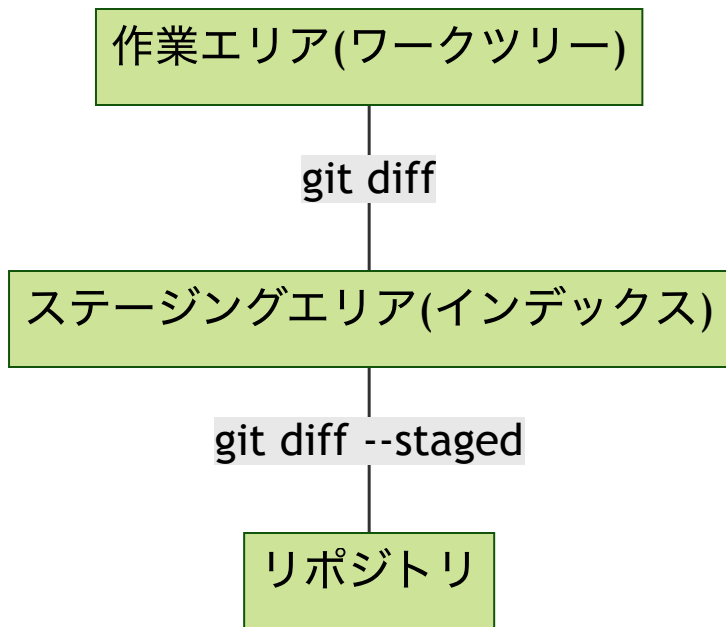 作業エリア(ワークツリー)
git diff
ステージングエリア(インデックス)
git diff --staged
リポジトリ